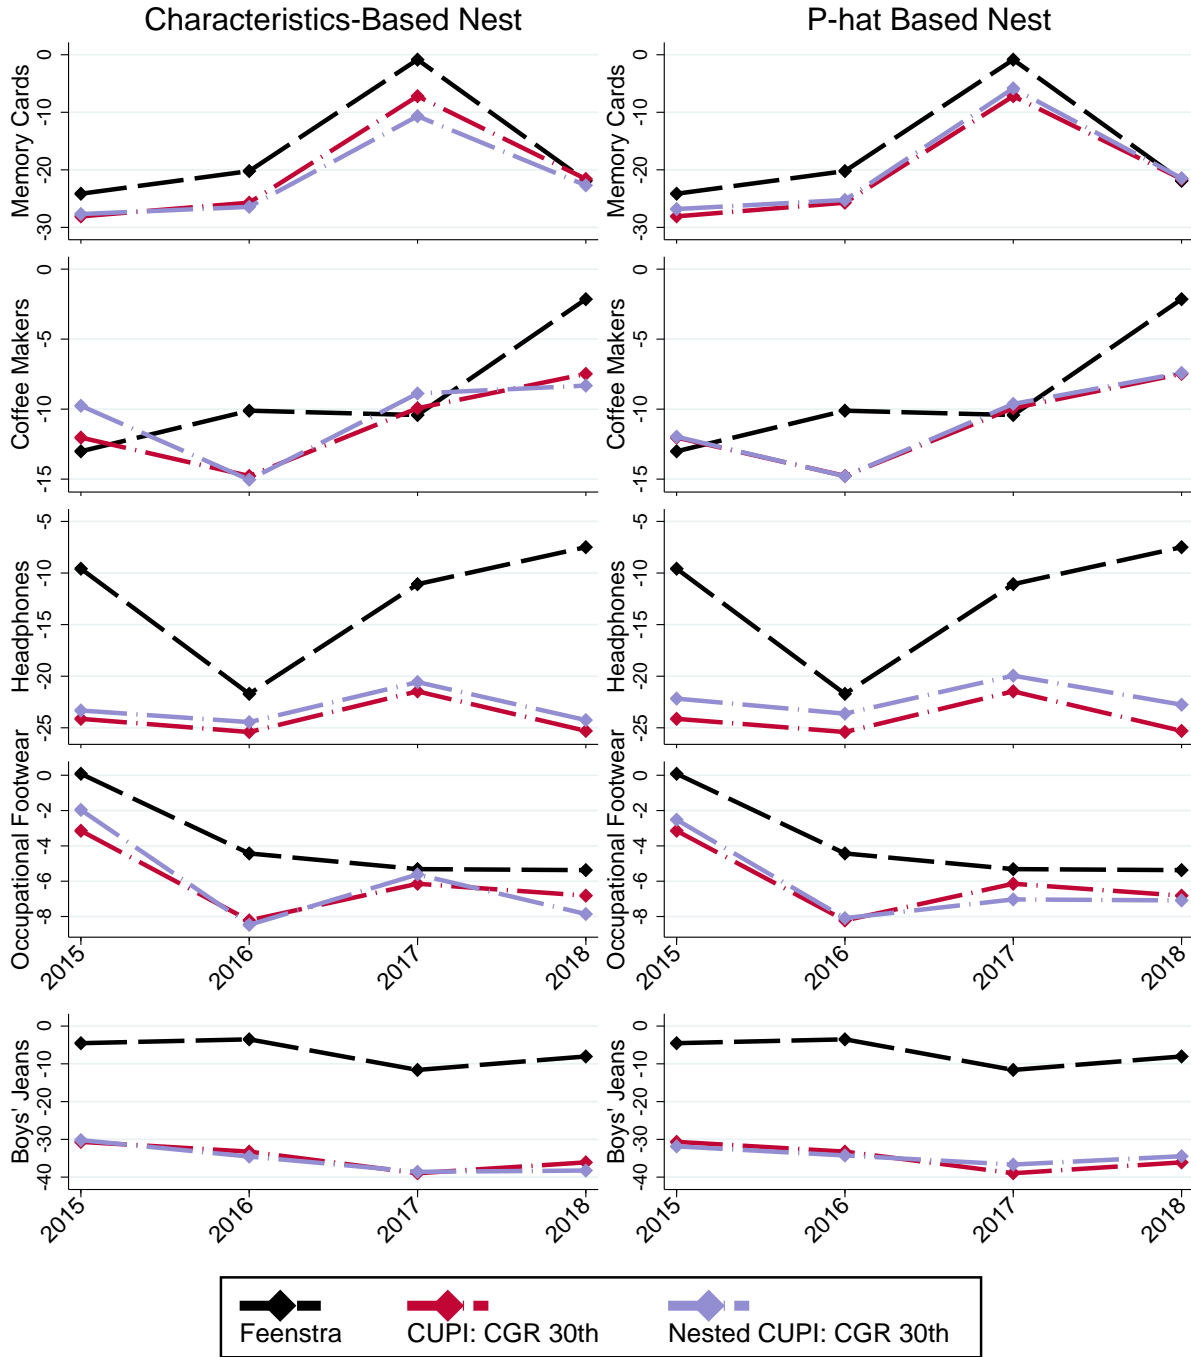 Characteristics-Based Nest
P-hat Based Nest
Memory Cards
0
-10
-20
-30
Memory Cards
0
-10
-20
-30
Coffee Makers
0
-5
-10
-15
Coffee Makers
0
-5
-10
-15
Headphones
-5
-10
-15
-20
-25
Headphones
-5
-10
-15
-20
-25
Occupational Footwear
0
-2
-4
-6
-8
2015 2016 2017 2018
Occupational Footwear
0
-2
-4
-6
-8
2015 2016 2017 2018
Boys' Jeans
0
-10
-20
-30
-40
2015 2016 2017 2018
Boys' Jeans
0
-10
-20
-30
-40
2015 2016 2017 2018
Feenstra
CUPI: CGR 30th
Nested CUPI: CGR 30th